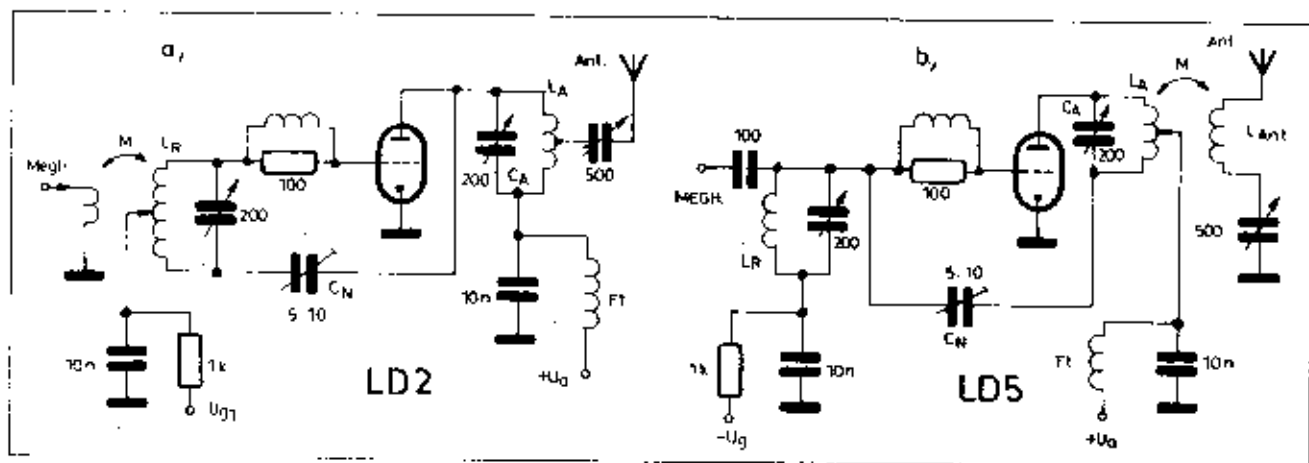 a,
Megh.
M
LR
200
100
5 10
CN
10n
1k
Ug1
LD2
200
CA
LA
500
Ant.
10n
Ft
+Ua
b,
100
MEGH.
LR
200
100
5. 10
CN
1k
-Ug
10n
LD5
CA
200
LA
M
Ant
LAnt
500
Ft
+Ua
10n